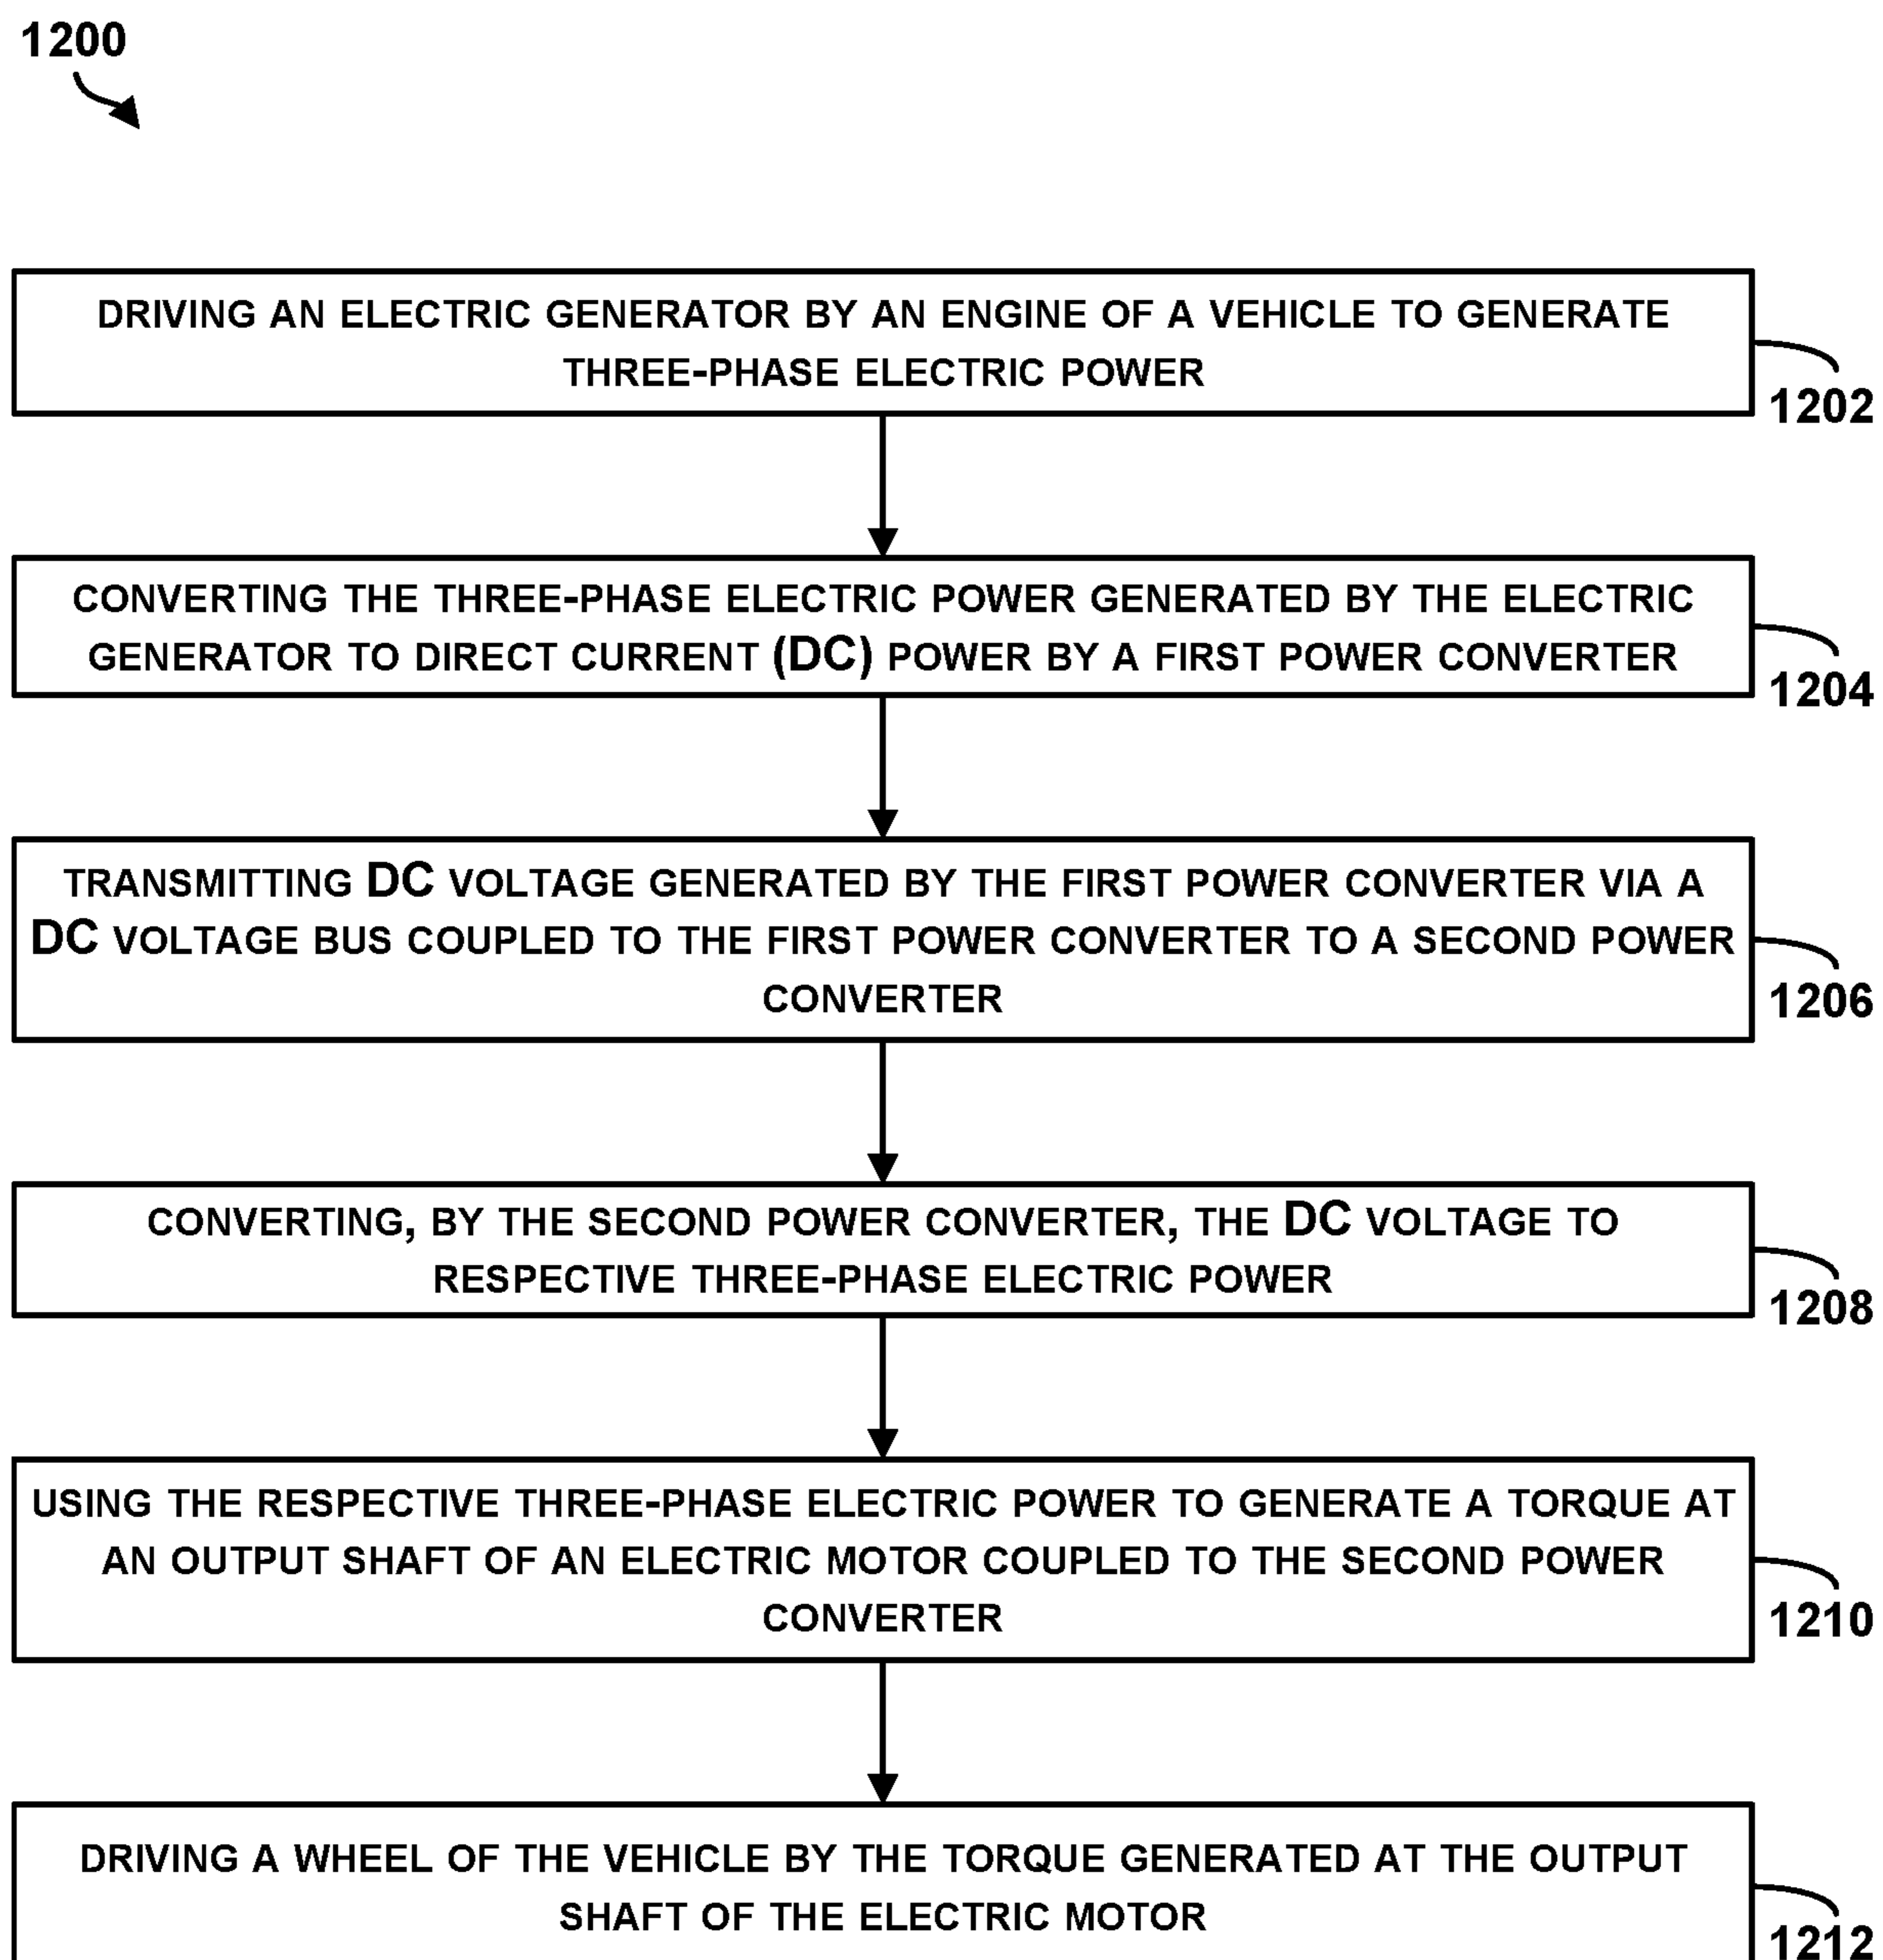 1200
DRIVING AN ELECTRIC GENERATOR BY AN ENGINE OF A VEHICLE TO GENERATE
THREE-PHASE ELECTRIC POWER
1202
CONVERTING THE THREE-PHASE ELECTRIC POWER GENERATED BY THE ELECTRIC
GENERATOR TO DIRECT CURRENT (DC) POWER BY A FIRST POWER CONVERTER
1204
TRANSMITTING DC VOLTAGE GENERATED BY THE FIRST POWER CONVERTER VIA A
DC VOLTAGE BUS COUPLED TO THE FIRST POWER CONVERTER TO A SECOND POWER
CONVERTER
1206
CONVERTING, BY THE SECOND POWER CONVERTER, THE DC VOLTAGE TO
RESPECTIVE THREE-PHASE ELECTRIC POWER
1208
USING THE RESPECTIVE THREE-PHASE ELECTRIC POWER TO GENERATE A TORQUE AT
AN OUTPUT SHAFT OF AN ELECTRIC MOTOR COUPLED TO THE SECOND POWER
CONVERTER
1210
DRIVING A WHEEL OF THE VEHICLE BY THE TORQUE GENERATED AT THE OUTPUT
SHAFT OF THE ELECTRIC MOTOR
1212